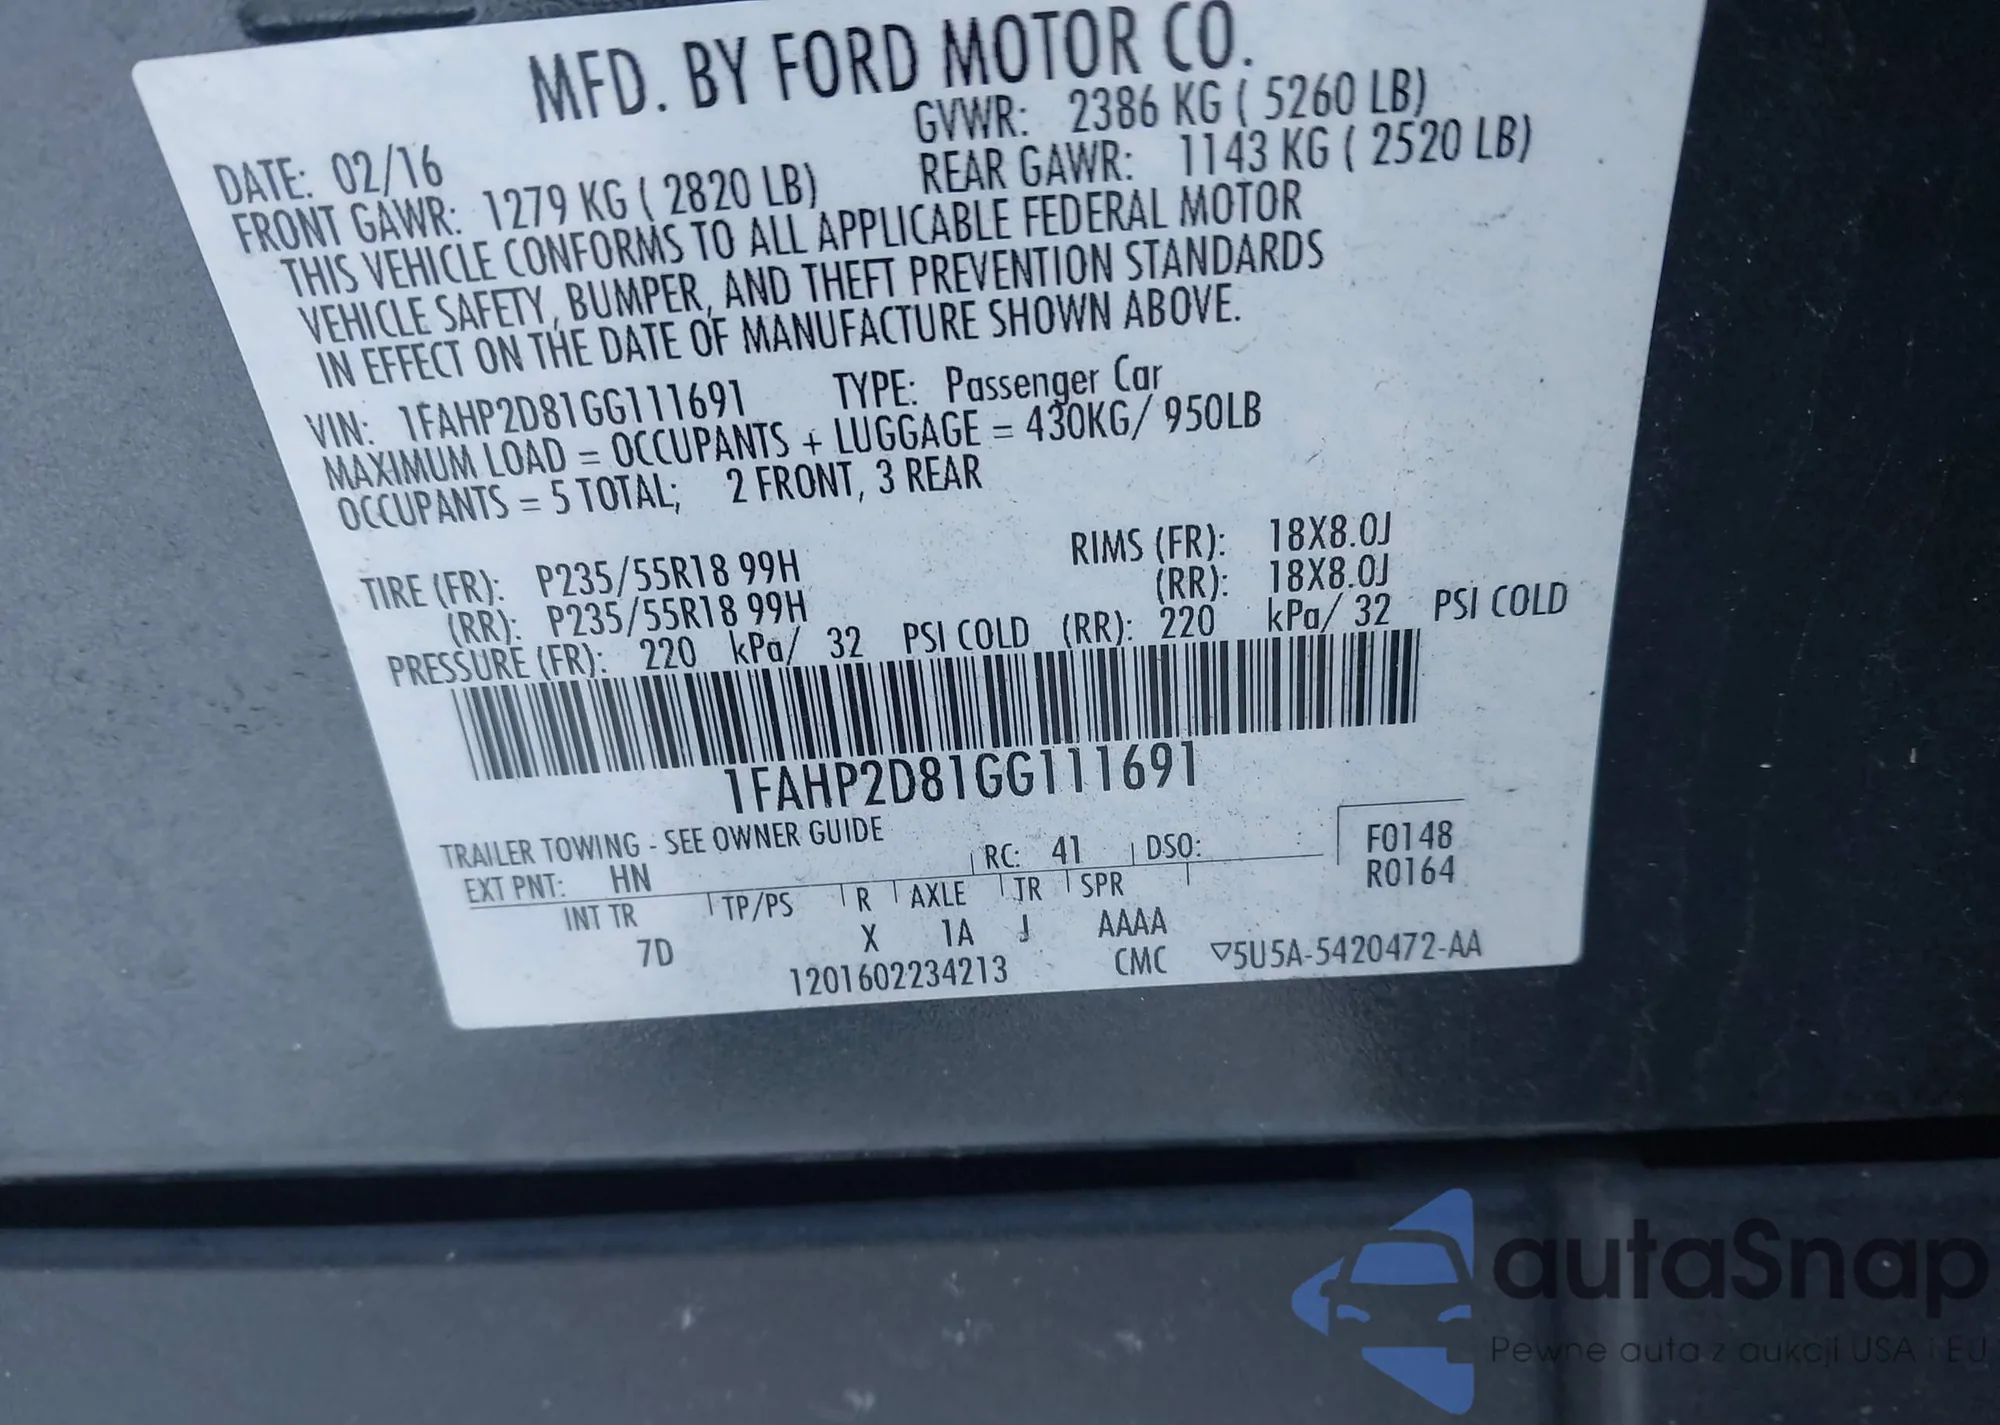 MFD. BY FORD MOTOR CO.
DATE: 02/16 GVWR: 2386 KG ( 5260 LB)
FRONT GAWR: 1279 KG ( 2820 LB) REAR GAWR: 1143 KG ( 2520 LB)
THIS VEHICLE CONFORMS TO ALL APPLICABLE FEDERAL MOTOR
VEHICLE SAFETY, BUMPER, AND THEFT PREVENTION STANDARDS
IN EFFECT ON THE DATE OF MANUFACTURE SHOWN ABOVE.
VIN: 1FAHP2D81GG111691 TYPE: Passenger Car
MAXIMUM LOAD = OCCUPANTS + LUGGAGE = 430KG/ 950LB
OCCUPANTS = 5 TOTAL; 2 FRONT, 3 REAR
TIRE (FR): P235/55R18 99H RIMS (FR): 18X8.0J
(RR): P235/55R18 99H (RR): 18X8.0J
PRESSURE (FR): 220 kPa/ 32 PSI COLD (RR): 220 kPa/ 32 PSI COLD
1FAHP2D81GG111691
TRAILER TOWING - SEE OWNER GUIDE
EXT PNT: HN RC: 41 DSO: F0148
R0164
INT TR TP/PS R AXLE TR SPR
7D X 1A J AAAA
1201602234213 CMC ▽5U5A-5420472-AA
autaSnap
Pewne auta z aukcji USA i EU